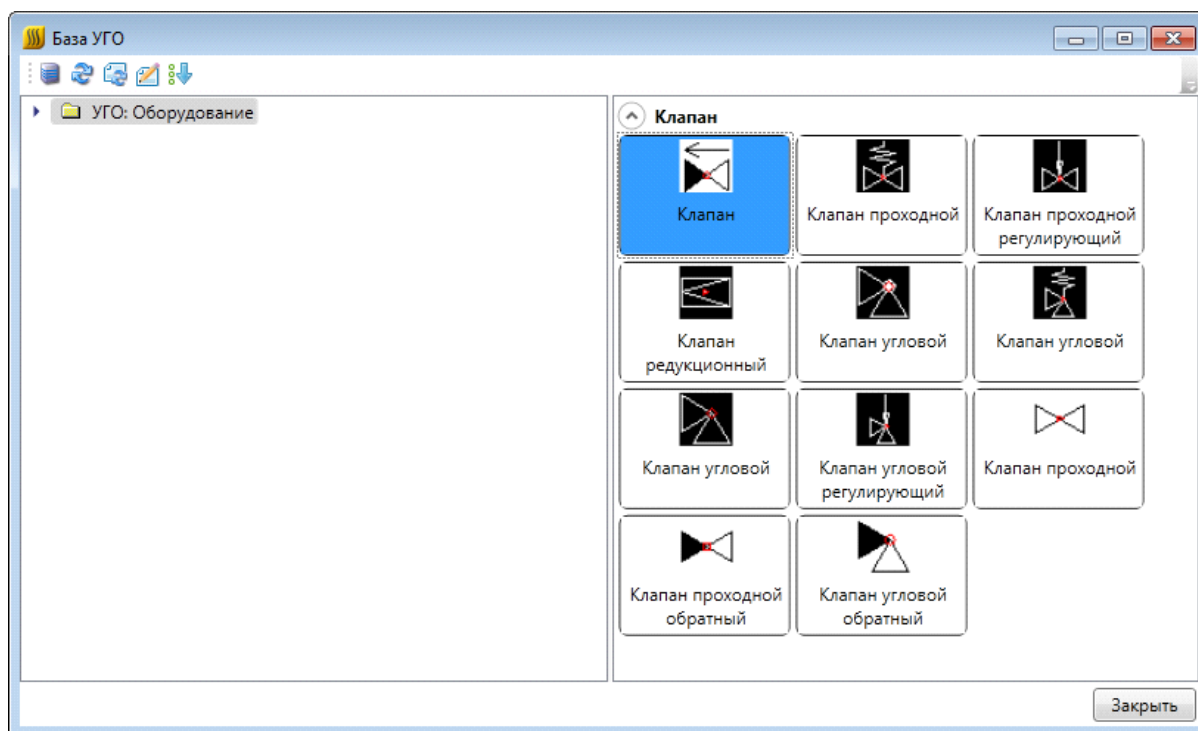 База УГО
УГО: Оборудование
Клапан
Клапан
Клапан проходной
Клапан проходной
регулирующий
Клапан
редукционный
Клапан угловой
Клапан угловой
Клапан угловой
Клапан угловой
регулирующий
Клапан проходной
Клапан проходной
обратный
Клапан угловой
обратный
Закрыть